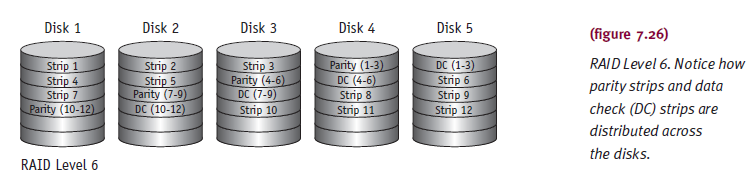 Disk 1 Disk 2 Disk 3 Disk 4 Disk 5
Strip 1 Strip 2 Strip 3 Parity (1-3) DC (1-3)
Strip 4 Strip 5 Parity (4-6) DC (4-6) Strip 6
Strip 7 Parity (7-9) DC (7-9) Strip 8 Strip 9
Parity (10-12) DC (10-12) Strip 10 Strip 11 Strip 12
RAID Level 6
(figure 7.26)
RAID Level 6. Notice how
parity strips and data
check (DC) strips are
distributed across
the disks.